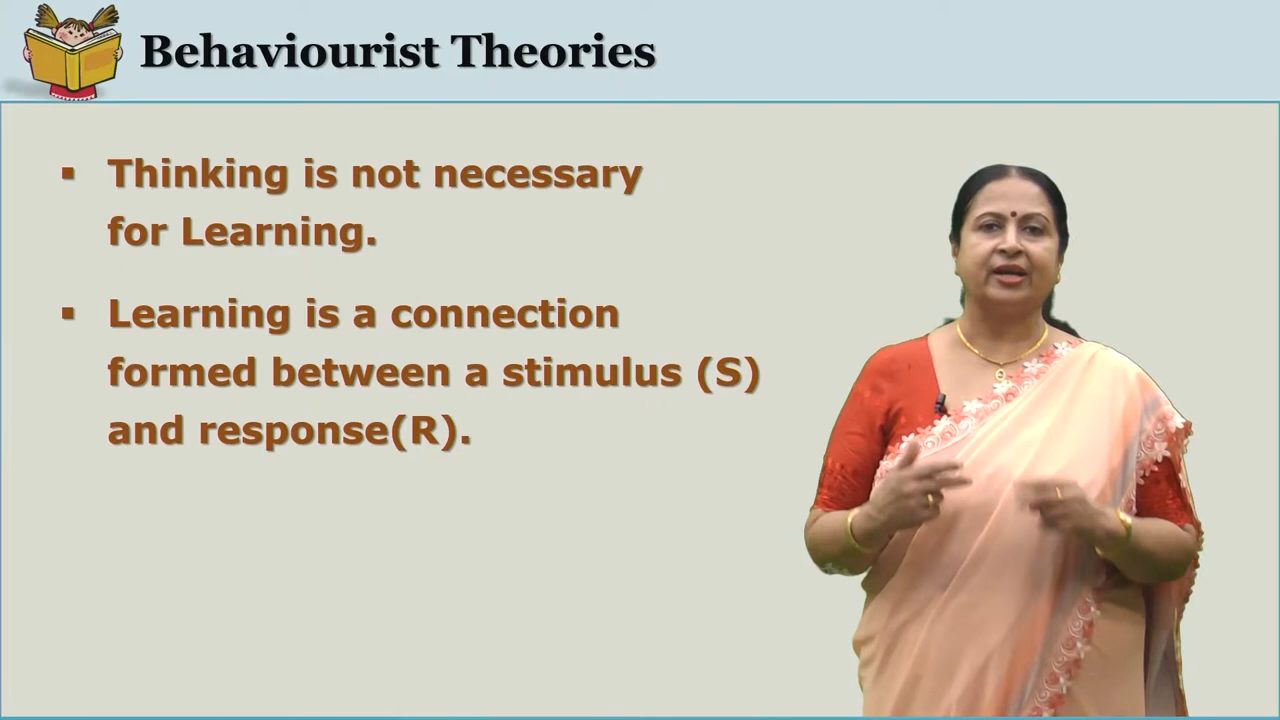 Behaviourist Theories
Thinking is not necessary
for Learning.
Learning is a connection
formed between a stimulus (S)
and response(R).